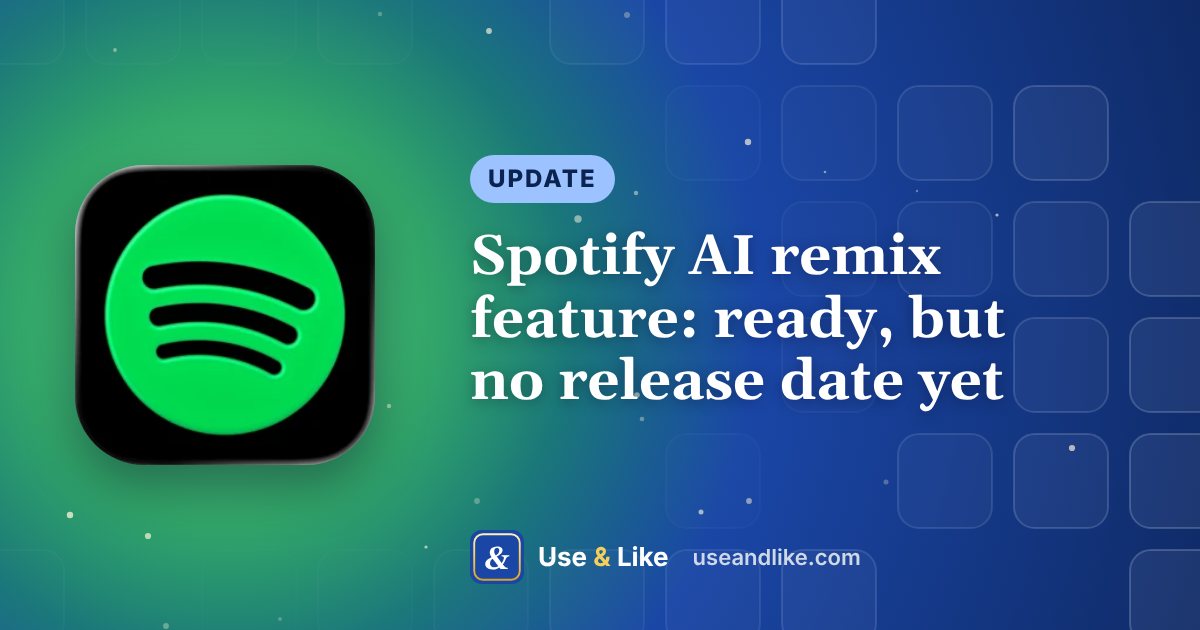 UPDATE
Spotify AI remix
feature: ready, but
no release date yet
& Use & Like useandlike.com